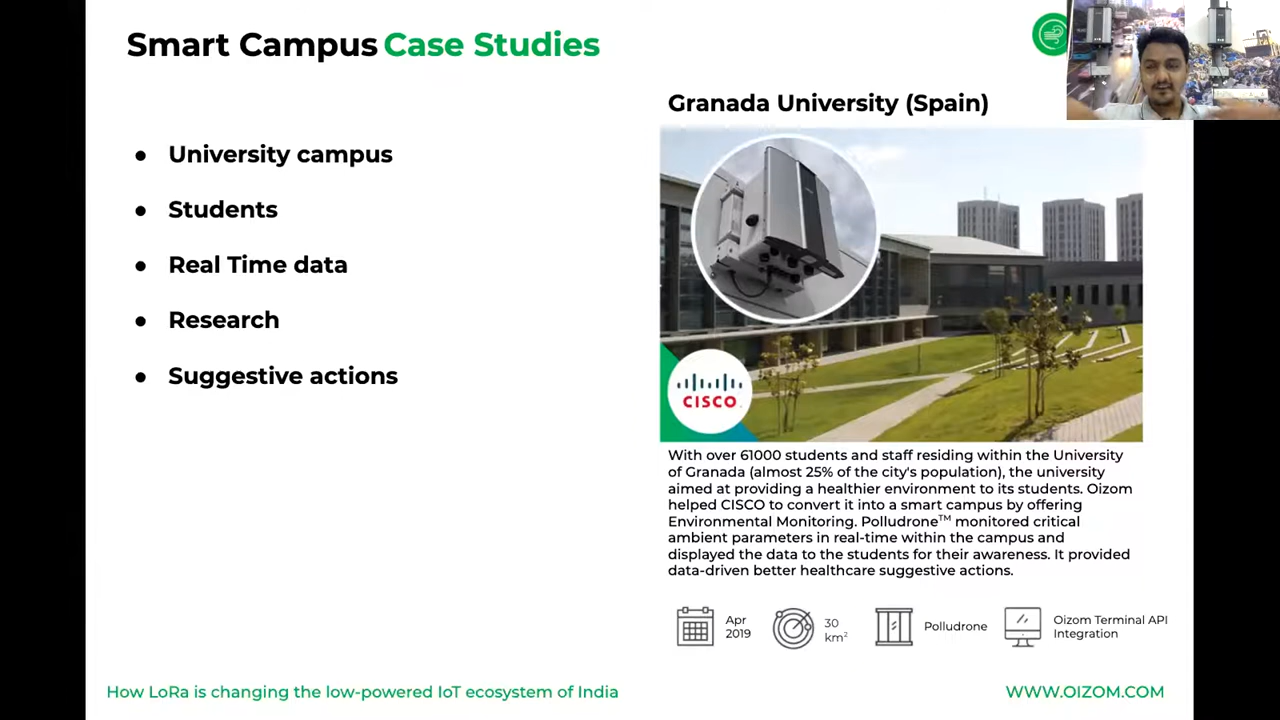 Smart Campus Case Studies
Granada University (Spain)
● University campus
● Students
● Real Time data
● Research
● Suggestive actions
CISCO
With over 61000 students and staff residing within the University
of Granada (almost 25% of the city's population), the university
aimed at providing a healthier environment to its students. Oizom
helped CISCO to convert it into a smart campus by offering
Environmental Monitoring. Polludrone™ monitored critical
ambient parameters in real-time within the campus and
displayed the data to the students for their awareness. It provided
data-driven better healthcare suggestive actions.
Apr
2019
30
km²
Polludrone
Oizom Terminal API
Integration
How LoRa is changing the low-powered IoT ecosystem of India
WWW.OIZOM.COM